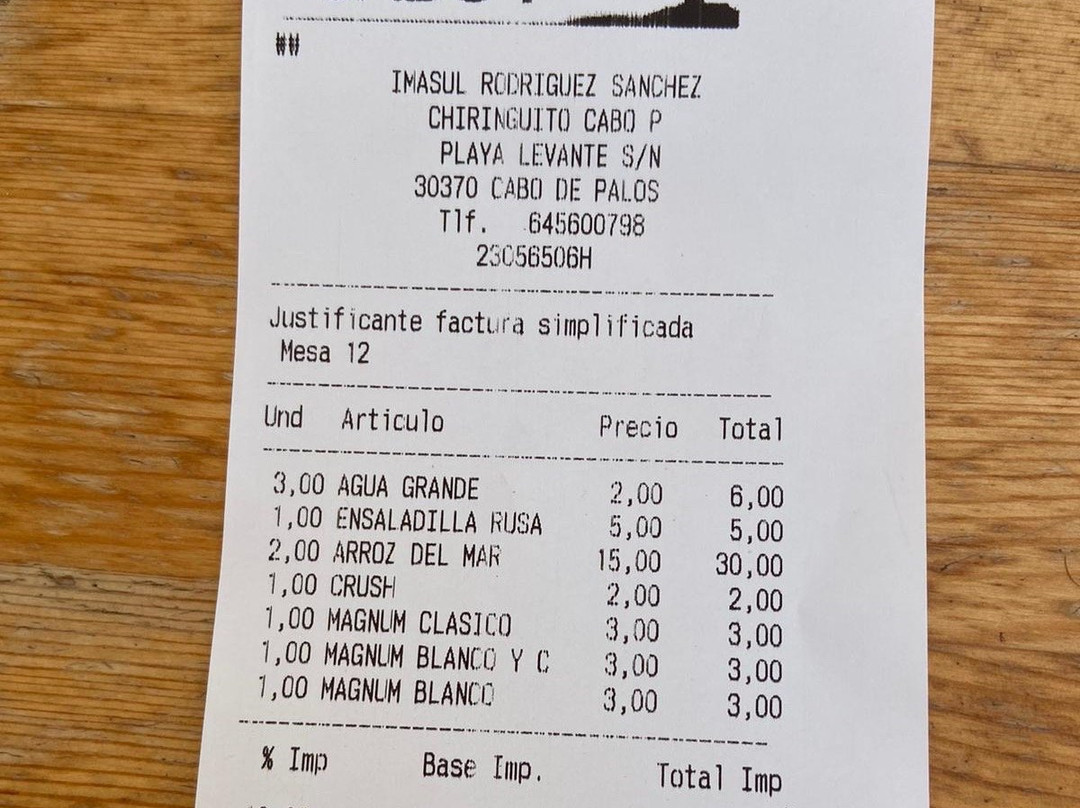 IMASUL RODRIGUEZ SANCHEZ
CHIRINGUITO CABO P
PLAYA LEVANTE S/N
30370 CABO DE PALOS
Tlf. 645600798
23056506H
Justificante factura simplificada
Mesa 12
Und Articulo Precio Total
3,00 AGUA GRANDE 2,00 6,00
1,00 ENSALADILLA RUSA 5,00 5,00
2,00 ARROZ DEL MAR 15,00 30,00
1,00 CRUSH 2,00 2,00
1,00 MAGNUM CLASICO 3,00 3,00
1,00 MAGNUM BLANCO Y C 3,00 3,00
1,00 MAGNUM BLANCO 3,00 3,00
% Imp Base Imp. Total Imp